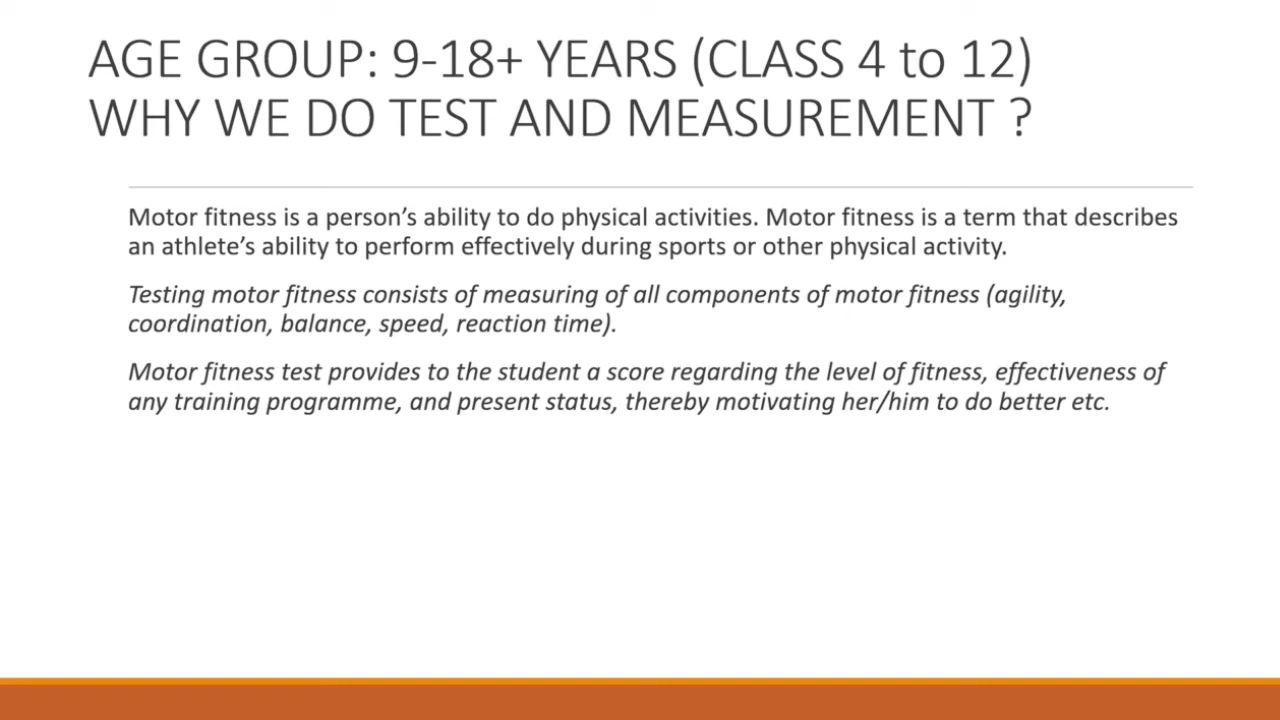 AGE GROUP: 9-18+ YEARS (CLASS 4 to 12)
WHY WE DO TEST AND MEASUREMENT ?
Motor fitness is a person’s ability to do physical activities. Motor fitness is a term that describes
an athlete’s ability to perform effectively during sports or other physical activity.
Testing motor fitness consists of measuring of all components of motor fitness (agility,
coordination, balance, speed, reaction time).
Motor fitness test provides to the student a score regarding the level of fitness, effectiveness of
any training programme, and present status, thereby motivating her/him to do better etc.